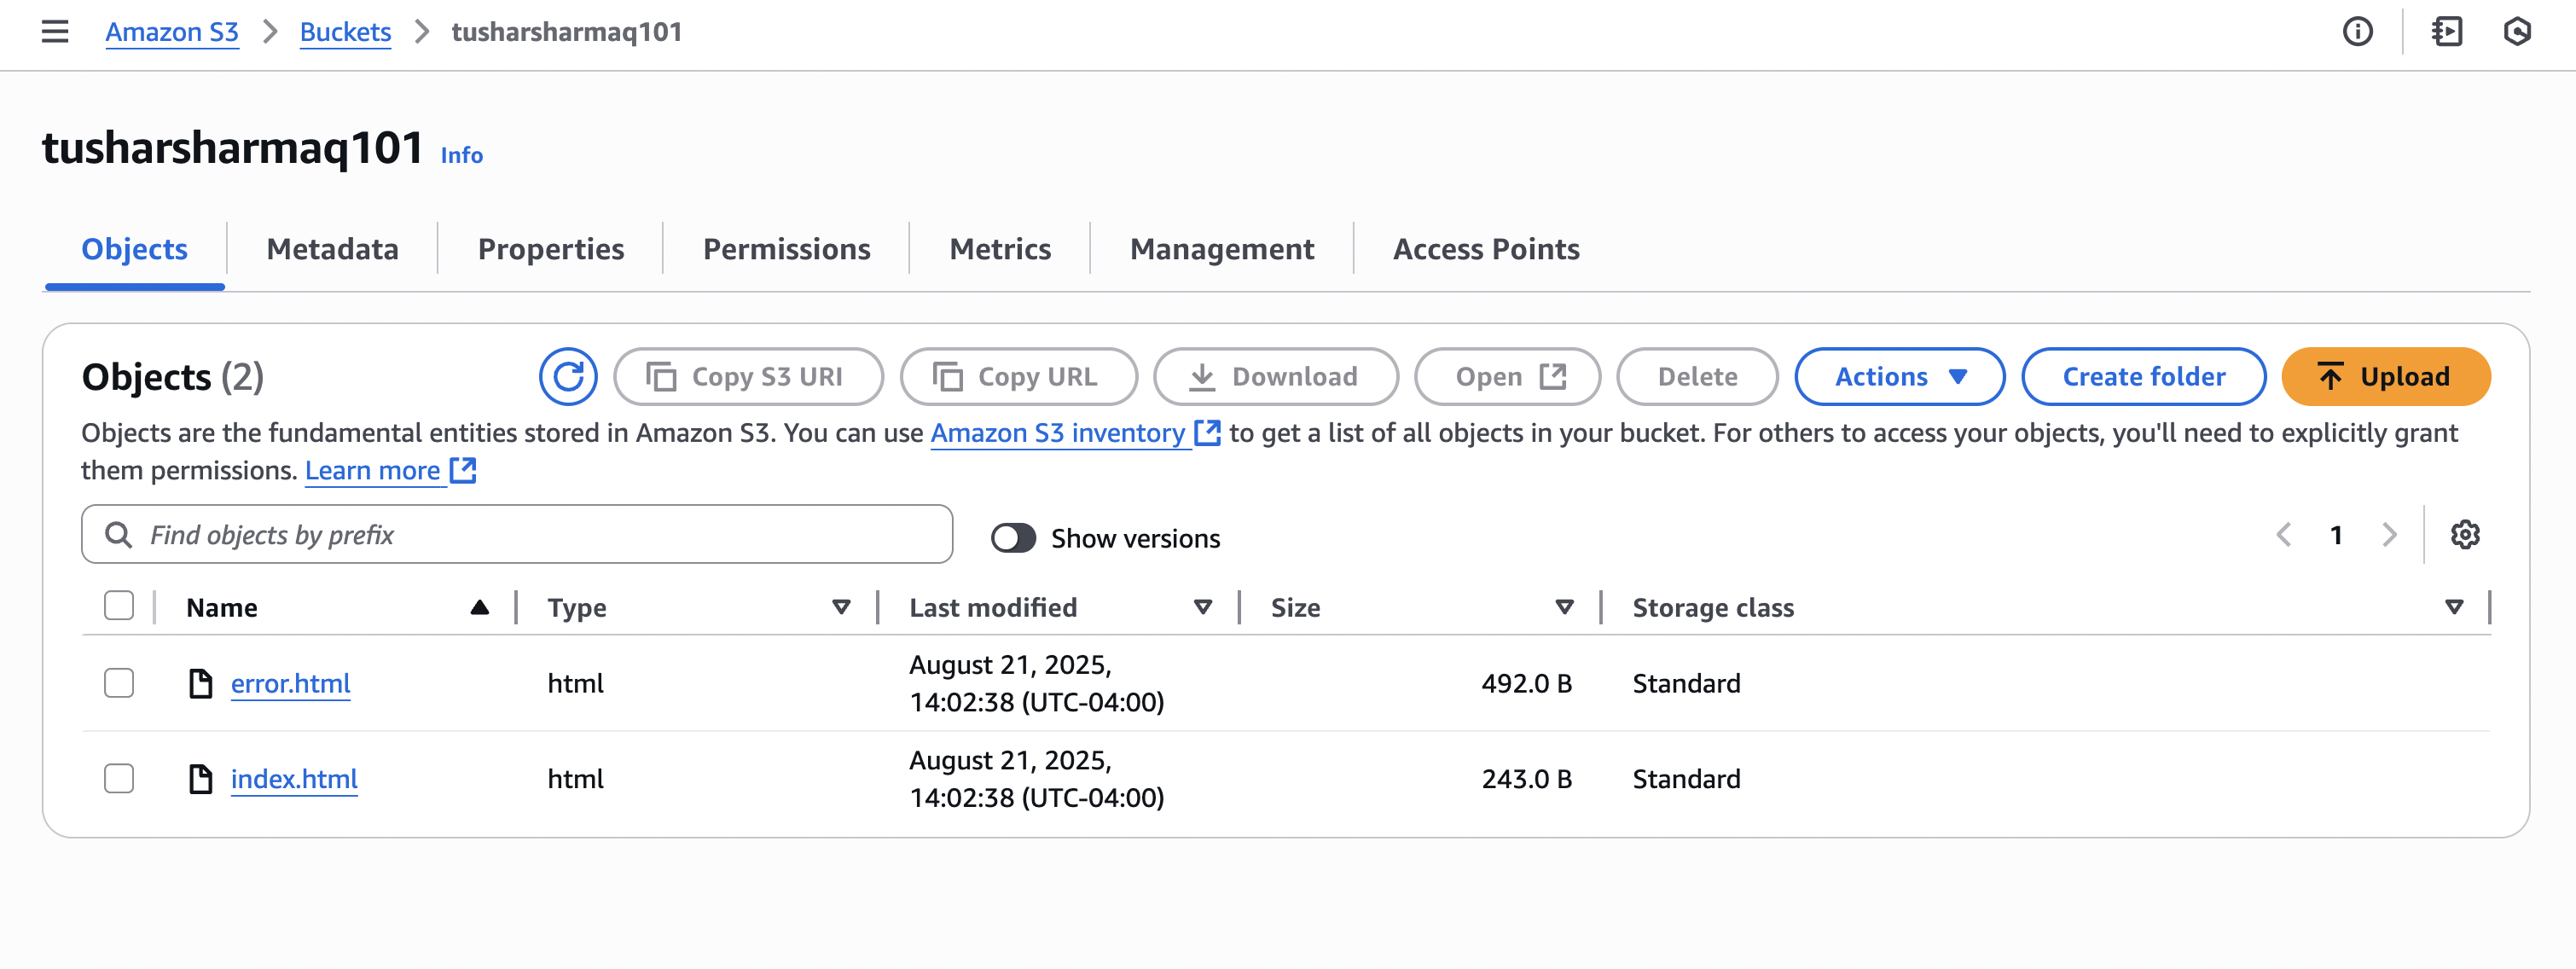 Amazon S3 > Buckets > tusharsharmaq101
tusharsharmaq101 Info
Objects Metadata Properties Permissions Metrics Management Access Points
Objects (2) Copy S3 URI Copy URL Download Open Delete Actions Create folder Upload
Objects are the fundamental entities stored in Amazon S3. You can use Amazon S3 inventory to get a list of all objects in your bucket. For others to access your objects, you'll need to explicitly grant
them permissions. Learn more
Find objects by prefix Show versions 1
Name Type Last modified Size Storage class
error.html html August 21, 2025, 14:02:38 (UTC-04:00) 492.0 B Standard
index.html html August 21, 2025, 14:02:38 (UTC-04:00) 243.0 B Standard